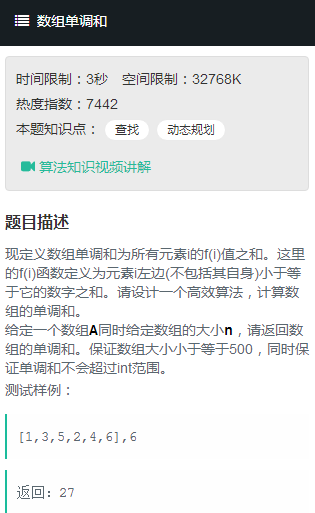 数组单调和
时间限制：3秒 空间限制：32768K
热度指数：7442
本题知识点： 查找 动态规划
算法知识视频讲解
题目描述
现定义数组单调和为所有元素i的f(i)值之和。这里
的f(i)函数定义为元素i左边(不包括其自身)小于等
于它的数字之和。请设计一个高效算法，计算数
组的单调和。
给定一个数组A同时给定数组的大小n，请返回数
组的单调和。保证数组大小小于等于500，同时保
证单调和不会超过int范围。
测试样例：
[1,3,5,2,4,6],6
返回：27